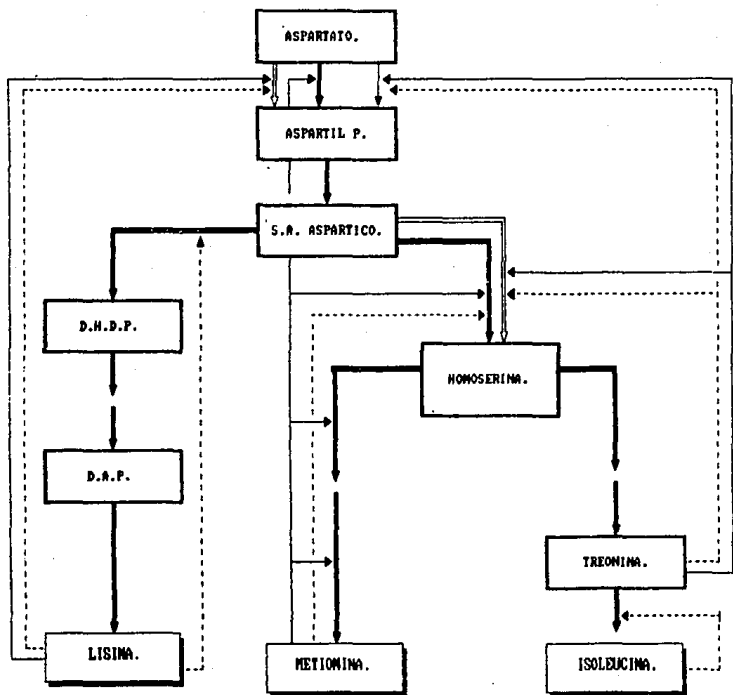 ASPARTATO.
ASPARTIL P.
S.A. ASPARTICO.
D.H.D.P.
HOMOSERINA.
D.A.P.
TREONINA.
LISINA.
METIONINA.
ISOLEUCINA.